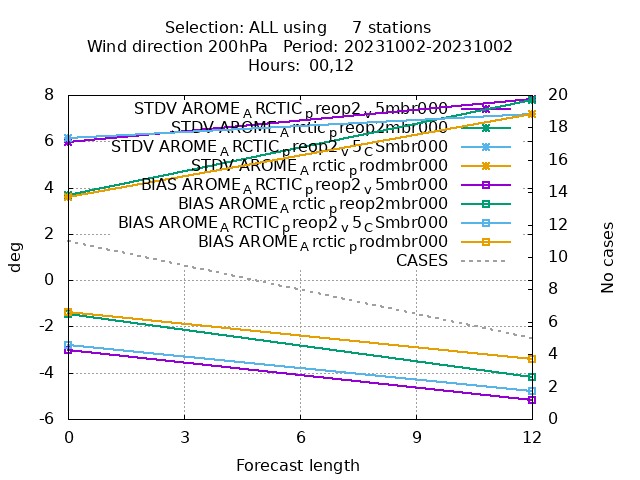 Selection: ALL using     7 stations
Wind direction 200hPa   Period: 20231002-20231002
Hours: 00,12
STDV AROME_ARCTIC_preop2_v5mbr000
STDV AROME_Arctic_preop2mbr000
STDV AROME_ARCTIC_preop2_v5_CSmbr000
STDV AROME_Arctic_prodmbr000
BIAS AROME_ARCTIC_preop2_v5mbr000
BIAS AROME_Arctic_preop2mbr000
BIAS AROME_ARCTIC_preop2_v5_CSmbr000
BIAS AROME_Arctic_prodmbr000
CASES
8
6
4
2
0
-2
-4
-6
deg
20
18
16
14
12
10
8
6
4
2
0
No cases
0 3 6 9 12
Forecast length